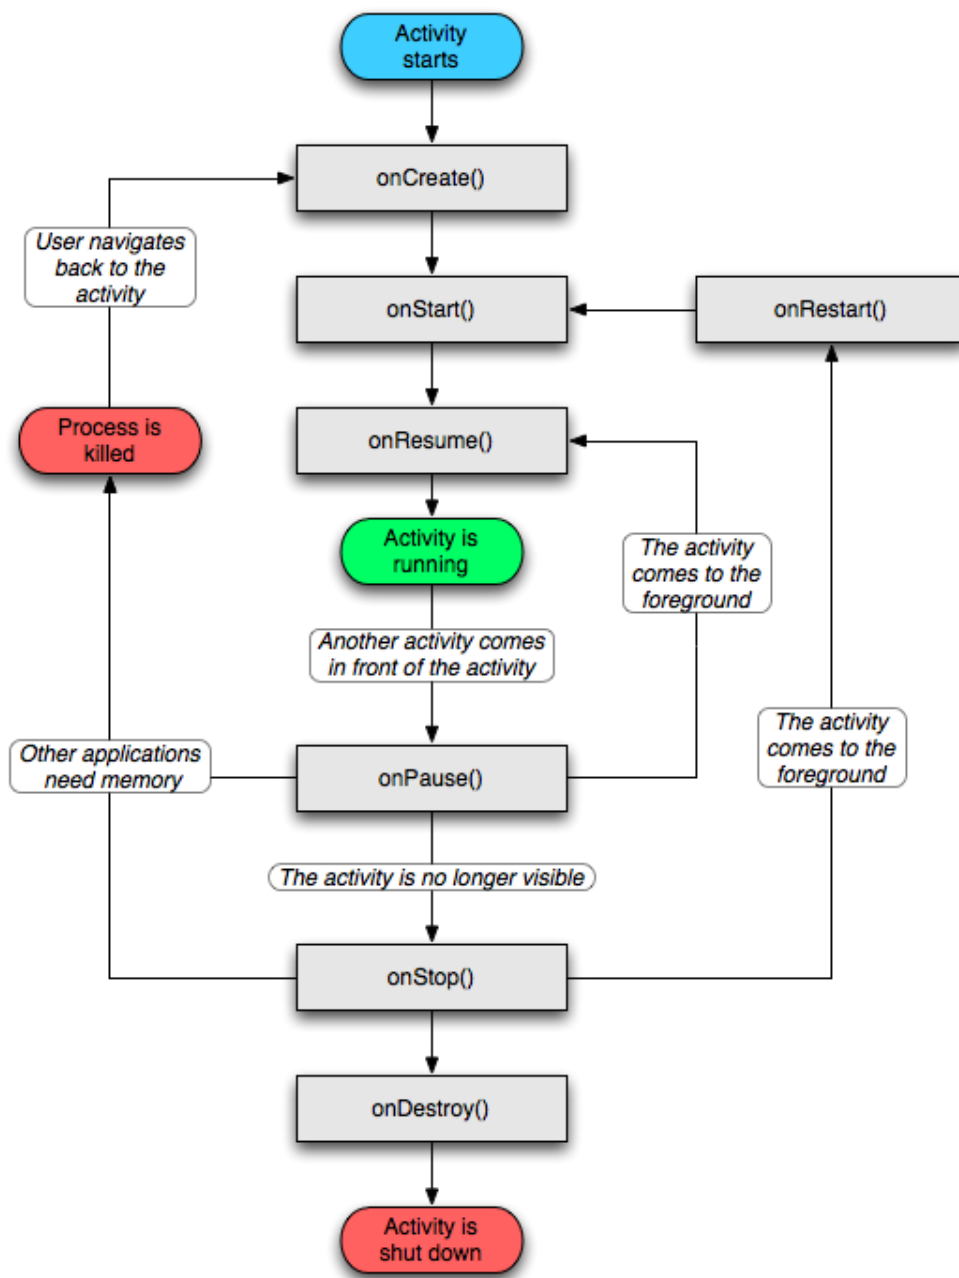 Activity
starts
onCreate()
User navigates
back to the
activity
onStart()
onRestart()
Process is
killed
onResume()
Activity is
running
The activity
comes to the
foreground
Another activity comes
in front of the activity
The activity
comes to the
foreground
Other applications
need memory
onPause()
The activity is no longer visible
onStop()
onDestroy()
Activity is
shut down